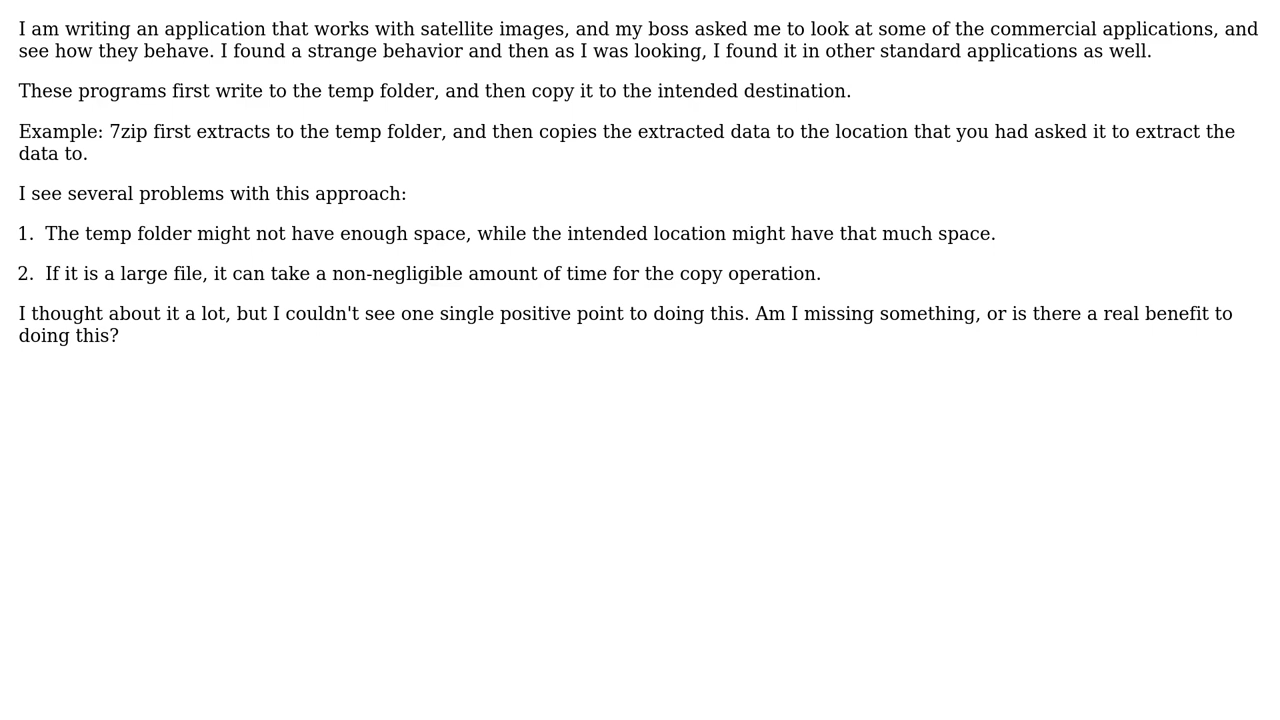 I am writing an application that works with satellite images, and my boss asked me to look at some of the commercial applications, and
see how they behave. I found a strange behavior and then as I was looking, I found it in other standard applications as well.
These programs first write to the temp folder, and then copy it to the intended destination.
Example: 7zip first extracts to the temp folder, and then copies the extracted data to the location that you had asked it to extract the
data to.
I see several problems with this approach:
1. The temp folder might not have enough space, while the intended location might have that much space.
2. If it is a large file, it can take a non-negligible amount of time for the copy operation.
I thought about it a lot, but I couldn't see one single positive point to doing this. Am I missing something, or is there a real benefit to
doing this?